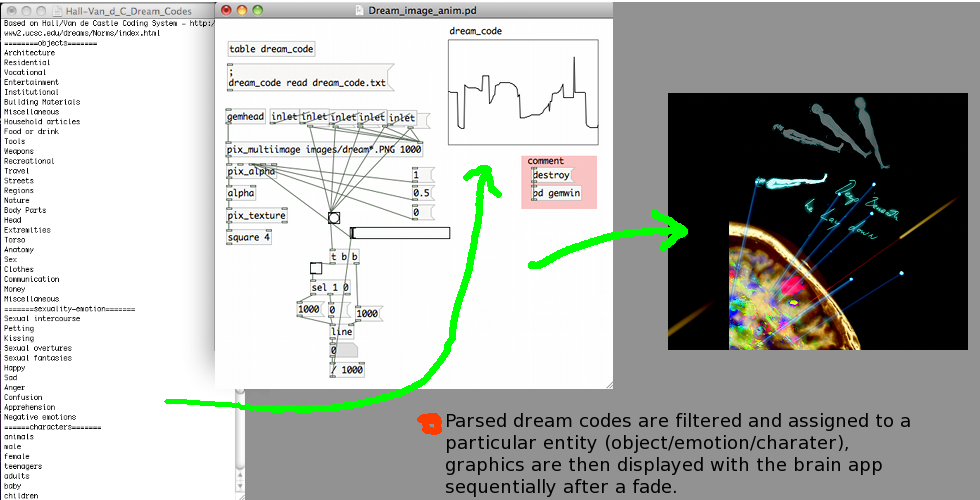 Hall-Van_d_C_Dream_Codes
Based on Hall/Van de Castle Coding System - http:/
www2.ucsc.edu/dreams/Norms/index.html
========objects=======
Architecture
Residential
Vocational
Entertainment
Institutional
Building Materials
Miscellaneous
Household articles
Food or drink
Tools
Weapons
Recreational
Travel
Streets
Regions
Nature
Body Parts
Head
Extremities
Torso
Anatomy
Sex
Clothes
Communication
Money
Miscellaneous
=======sexuality-emotion=======
Sexual intercourse
Petting
Kissing
Sexual overtures
Sexual fantasies
Happy
Sad
Anger
Confusion
Apprehension
Negative emotions
======characters=======
animals
male
female
teenagers
adults
baby
children
Dream_image_anim.pd
table dream_code
;
dream_code read dream_code.txt
gemhead inlet inlet inlet inlet inlet
pix_multiimage images/dream*.PNG 1000
pix_alpha
alpha
pix_texture
square 4
1
0.5
0
t b b
sel 1 0
1000 0 1000
line
0
/ 1000
dream_code
comment
destroy
pd gemwin
Deep Beneath
he Lay down
Parsed dream codes are filtered and assigned to a
particular entity (object/emotion/charater),
graphics are then displayed with the brain app
sequentially after a fade.